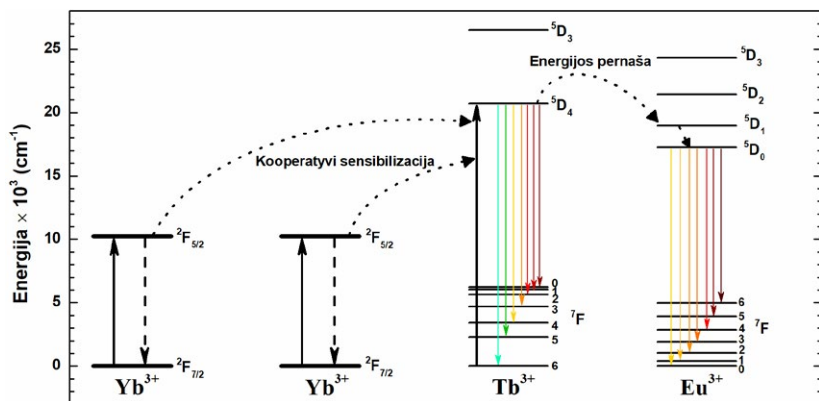 Energija × 10³ (cm⁻¹)
25
20
15
10
5
0
²F₅/₂
²F₇/₂
Yb³⁺
²F₅/₂
²F₇/₂
Yb³⁺
Kooperatyvi sensibilizacija
Energijos pernaša
⁵D₃
⁵D₄
0
1
2
3
4
5
6
⁷F
Tb³⁺
⁵D₃
⁵D₂
⁵D₁
⁵D₀
6
5
4
3
2
1
0
⁷F
Eu³⁺